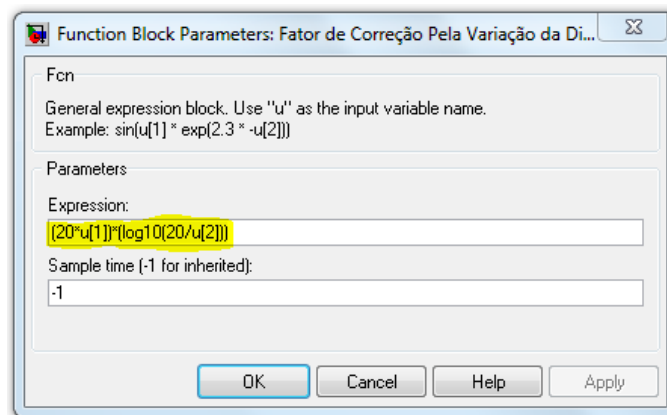 Function Block Parameters: Fator de Correção Pela Variação da Di...
Fcn
General expression block. Use "u" as the input variable name.
Example: sin(u[1] * exp(2.3 * -u[2]))
Parameters
Expression:
(20*u[1])*(log10(20/u[2]))
Sample time (-1 for inherited):
-1
OK Cancel Help Apply